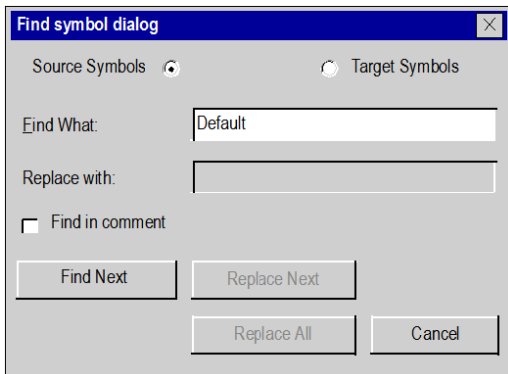 Find symbol dialog
Source Symbols Target Symbols
Find What: Default
Replace with:
Find in comment
Find Next Replace Next
Replace All Cancel